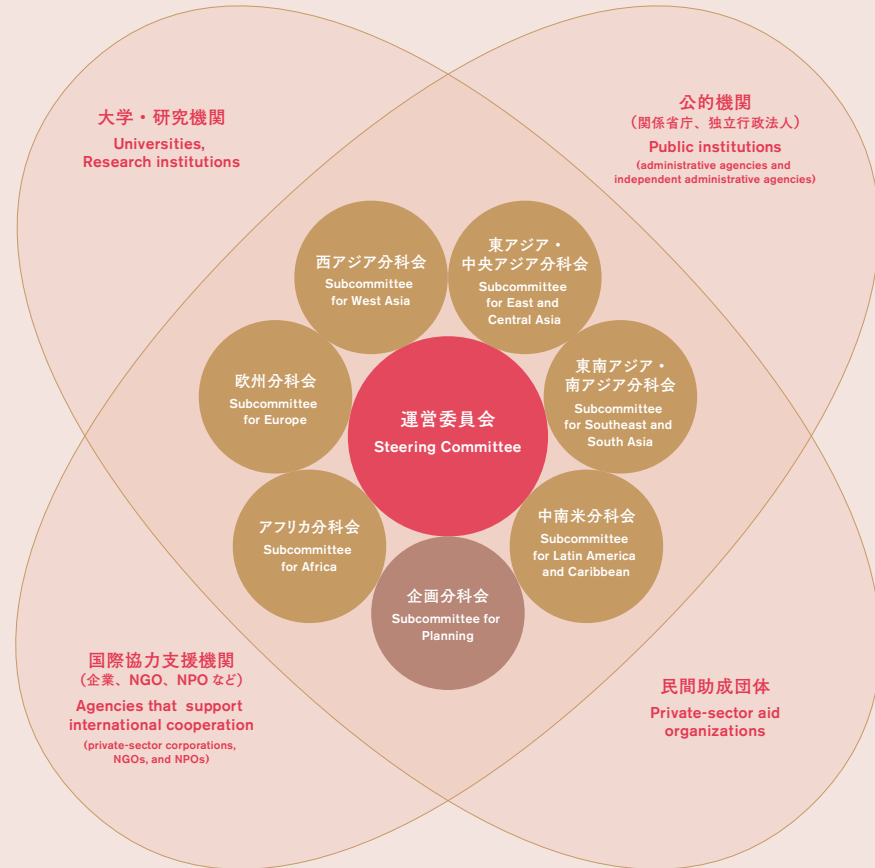 大学・研究機関
Universities,
Research institutions
公的機関
（関係省庁、独立行政法人）
Public institutions
(administrative agencies and
independent administrative agencies)
西アジア分科会
Subcommittee
for West Asia
東アジア・
中央アジア分科会
Subcommittee
for East and
Central Asia
欧州分科会
Subcommittee
for Europe
運営委員会
Steering Committee
東南アジア・
南アジア分科会
Subcommittee
for Southeast and
South Asia
アフリカ分科会
Subcommittee
for Africa
中南米分科会
Subcommittee
for Latin America
and Caribbean
企画分科会
Subcommittee for
Planning
国際協力支援機関
（企業、NGO、NPO など）
Agencies that support
international cooperation
(private-sector corporations,
NGOs, and NPOs)
民間助成団体
Private-sector aid
organizations